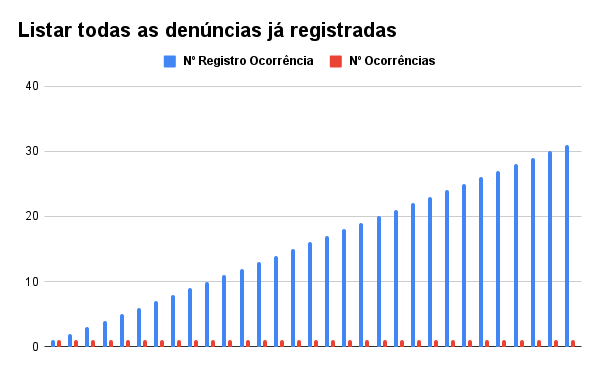 Listar todas as denúncias já registradas
Nº Registro Ocorrência Nº Ocorrências
40
30
20
10
0